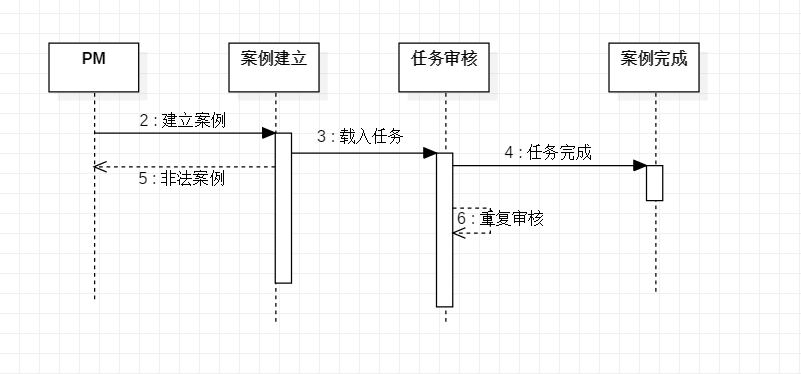 PM
案例建立
任务审核
案例完成
2 : 建立案例
3 : 载入任务
4 : 任务完成
5 : 非法案例
6 : 重复审核